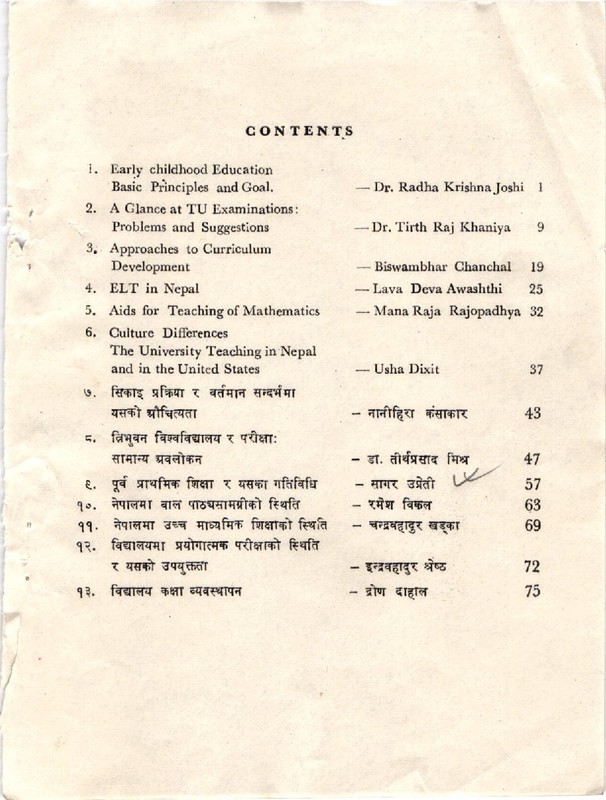 CONTENTS
1. Early childhood Education
Basic Principles and Goal. — Dr. Radha Krishna Joshi 1
2. A Glance at TU Examinations:
Problems and Suggestions — Dr. Tirth Raj Khaniya 9
3. Approaches to Curriculum
Development — Biswambhar Chanchal 19
4. ELT in Nepal — Lava Deva Awashthi 25
5. Aids for Teaching of Mathematics — Mana Raja Rajopadhya 32
6. Culture Differences
The University Teaching in Nepal
and in the United States — Usha Dixit 37
७. सिकाइ प्रक्रिया र वर्तमान सन्दर्भमा
यसको औचित्यता – नानीहिरा कंसाकार 43
८. त्रिभुवन विश्वविद्यालय र परीक्षा:
सामान्य अवलोकन – डा. तीर्थप्रसाद मिश्र 47
९. पूर्व प्राथमिक शिक्षा र यसका गतिविधि – सागर उप्रेती 57
१०. नेपालमा बाल पाठ्यसामग्रीको स्थिति – रमेश विकल 63
११. नेपालमा उच्च माध्यमिक शिक्षाको स्थिति – चन्द्रबहादुर खड्का 69
१२. विद्यालयमा प्रयोगात्मक परीक्षाको स्थिति
र यसको उपयुक्तता – इन्द्रबहादुर श्रेष्ठ 72
१३. विद्यालय कक्षा व्यवस्थापन – द्रोण दाहाल 75